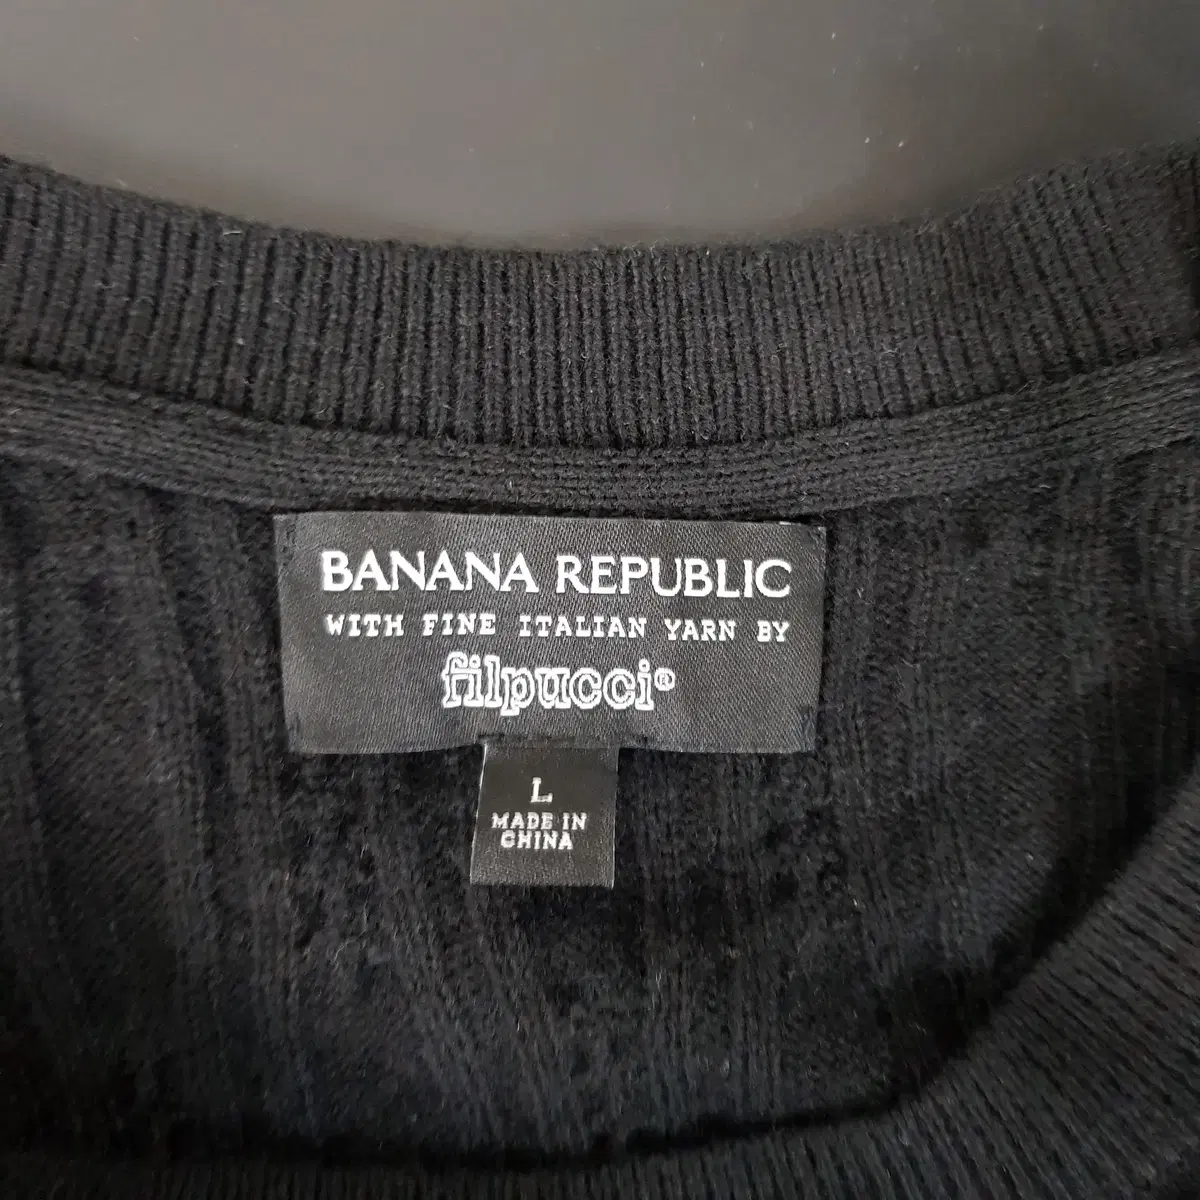 BANANA REPUBLIC
WITH FINE ITALIAN YARN BY
filpucci®
L
MADE IN
CHINA